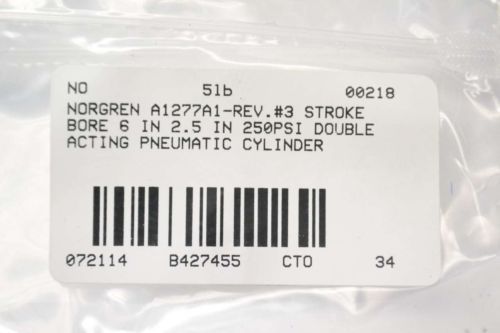 NO 5lb 00218
NORGREN A1277A1-REV.#3 STROKE
BORE 6 IN 2.5 IN 250PSI DOUBLE
ACTING PNEUMATIC CYLINDER
072114 B427455 CTO 34